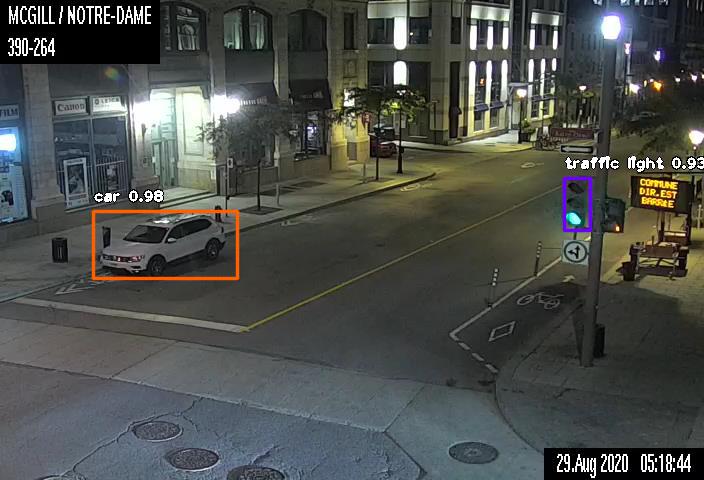 MCGILL / NOTRE-DAME
390-264
FILM
Canon
car 0.98
traffic light 0.93
COMMUNE
DIR.EST
BARRÉE
29.Aug 2020 05:18:44